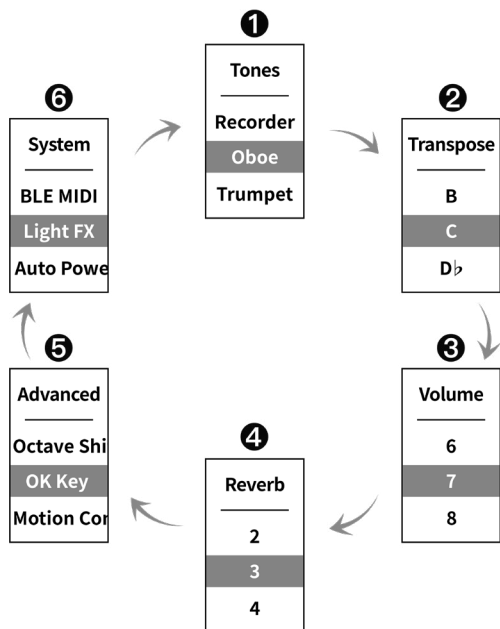 ❶
Tones
Recorder
Oboe
Trumpet
❷
Transpose
B
C
D♭
❸
Volume
6
7
8
❹
Reverb
2
3
4
❺
Advanced
Octave Shi
OK Key
Motion Cor
❻
System
BLE MIDI
Light FX
Auto Powe